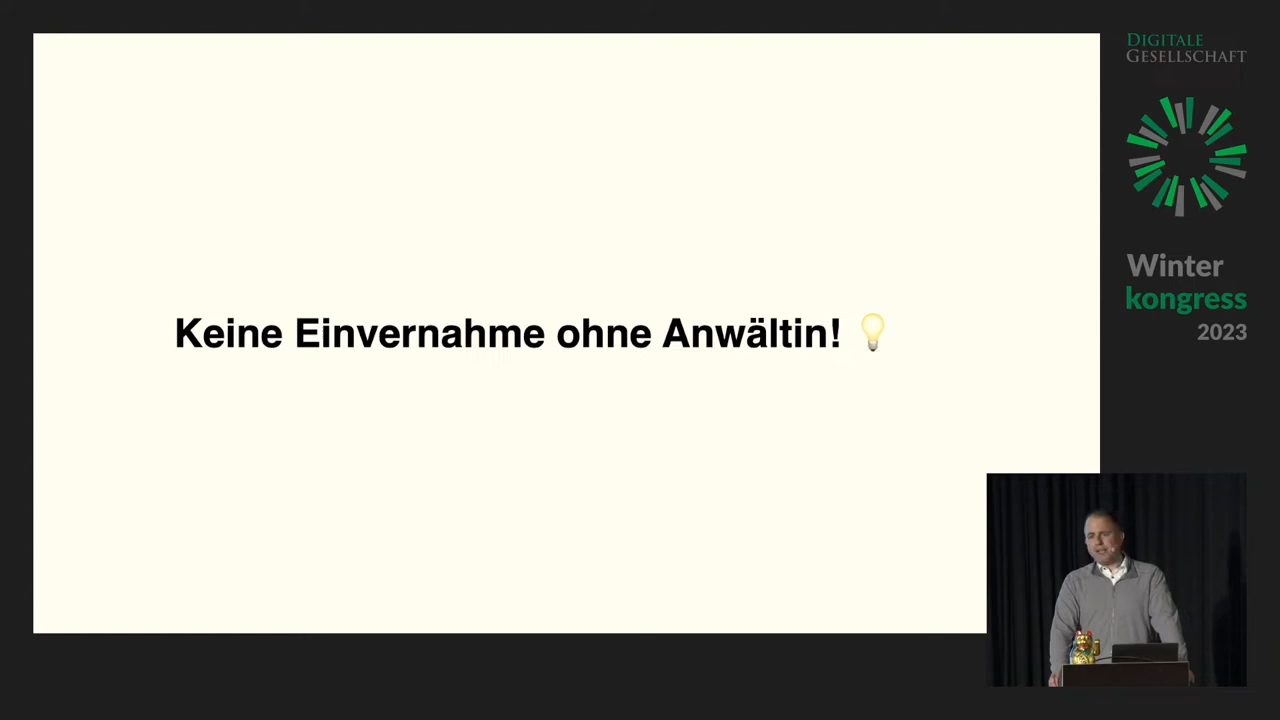 Keine Einvernahme ohne Anwältin! 💡
DIGITALE
GESELLSCHAFT
Winter
kongress
2023